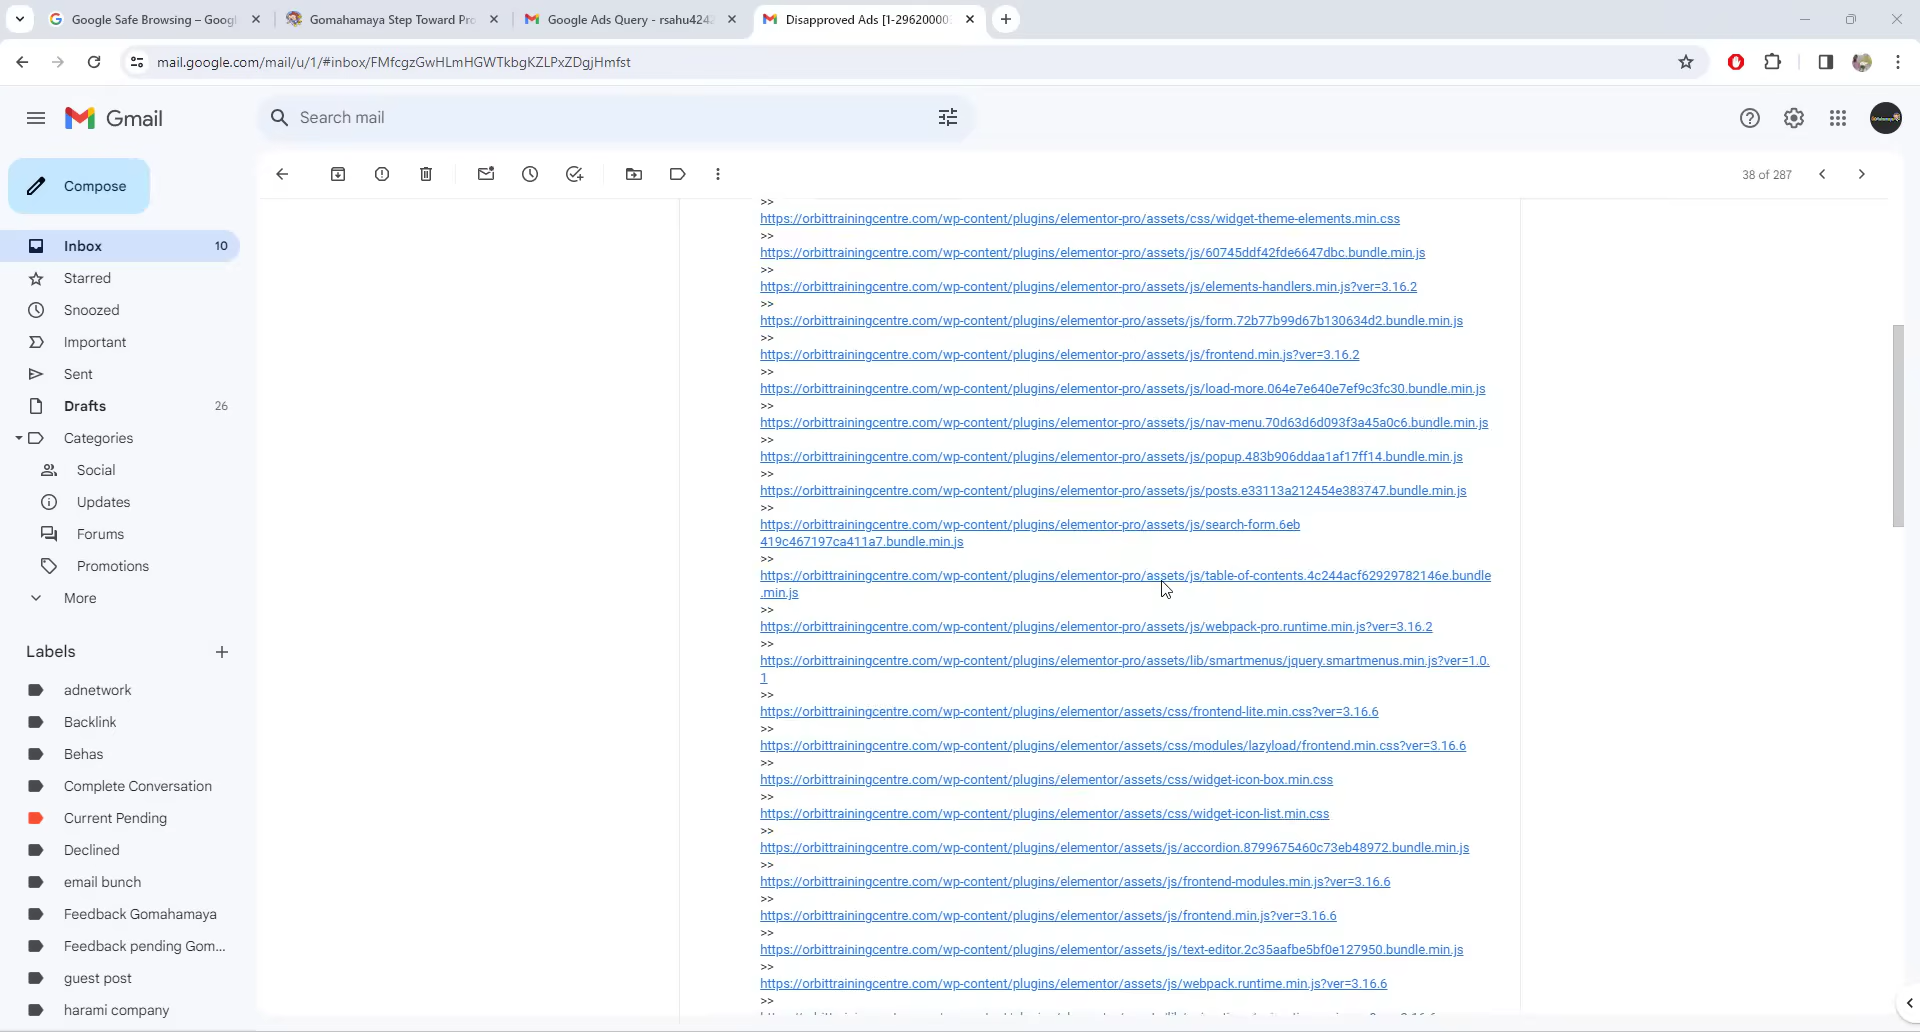 Google Safe Browsing – Googl
Gomahamaya Step Toward Pro
Google Ads Query - rsahu424
Disapproved Ads [1-29620000
mail.google.com/mail/u/1/#inbox/FMfcgzGwHLmHGWTkbgKZLPxZDgjHmfst
Gmail
Search mail
Compose
38 of 287
Inbox 10
Starred
Snoozed
Important
Sent
Drafts 26
Categories
Social
Updates
Forums
Promotions
More
Labels
adnetwork
Backlink
Behas
Complete Conversation
Current Pending
Declined
email bunch
Feedback Gomahamaya
Feedback pending Gom...
guest post
harami company
>>
https://orbittrainingcentre.com/wp-content/plugins/elementor-pro/assets/css/widget-theme-elements.min.css
>>
https://orbittrainingcentre.com/wp-content/plugins/elementor-pro/assets/js/60745ddf42fde6647dbc.bundle.min.js
>>
https://orbittrainingcentre.com/wp-content/plugins/elementor-pro/assets/js/elements-handlers.min.js?ver=3.16.2
>>
https://orbittrainingcentre.com/wp-content/plugins/elementor-pro/assets/js/form.72b77b99d67b130634d2.bundle.min.js
>>
https://orbittrainingcentre.com/wp-content/plugins/elementor-pro/assets/js/frontend.min.js?ver=3.16.2
>>
https://orbittrainingcentre.com/wp-content/plugins/elementor-pro/assets/js/load-more.064e7e640e7ef9c3fc30.bundle.min.js
>>
https://orbittrainingcentre.com/wp-content/plugins/elementor-pro/assets/js/nav-menu.70d63d6d093f3a45a0c6.bundle.min.js
>>
https://orbittrainingcentre.com/wp-content/plugins/elementor-pro/assets/js/popup.483b906ddaa1af17ff14.bundle.min.js
>>
https://orbittrainingcentre.com/wp-content/plugins/elementor-pro/assets/js/posts.e33113a212454e383747.bundle.min.js
>>
https://orbittrainingcentre.com/wp-content/plugins/elementor-pro/assets/js/search-form.6eb
419c467197ca411a7.bundle.min.js
>>
https://orbittrainingcentre.com/wp-content/plugins/elementor-pro/assets/js/table-of-contents.4c244acf62929782146e.bundle
.min.js
>>
https://orbittrainingcentre.com/wp-content/plugins/elementor-pro/assets/js/webpack-pro.runtime.min.js?ver=3.16.2
>>
https://orbittrainingcentre.com/wp-content/plugins/elementor-pro/assets/lib/smartmenus/jquery.smartmenus.min.js?ver=1.0.
1
>>
https://orbittrainingcentre.com/wp-content/plugins/elementor/assets/css/frontend-lite.min.css?ver=3.16.6
>>
https://orbittrainingcentre.com/wp-content/plugins/elementor/assets/css/modules/lazyload/frontend.min.css?ver=3.16.6
>>
https://orbittrainingcentre.com/wp-content/plugins/elementor/assets/css/widget-icon-box.min.css
>>
https://orbittrainingcentre.com/wp-content/plugins/elementor/assets/css/widget-icon-list.min.css
>>
https://orbittrainingcentre.com/wp-content/plugins/elementor/assets/js/accordion.8799675460c73eb48972.bundle.min.js
>>
https://orbittrainingcentre.com/wp-content/plugins/elementor/assets/js/frontend-modules.min.js?ver=3.16.6
>>
https://orbittrainingcentre.com/wp-content/plugins/elementor/assets/js/frontend.min.js?ver=3.16.6
>>
https://orbittrainingcentre.com/wp-content/plugins/elementor/assets/js/text-editor.2c35aafbe5bf0e127950.bundle.min.js
>>
https://orbittrainingcentre.com/wp-content/plugins/elementor/assets/js/webpack.runtime.min.js?ver=3.16.6
>>